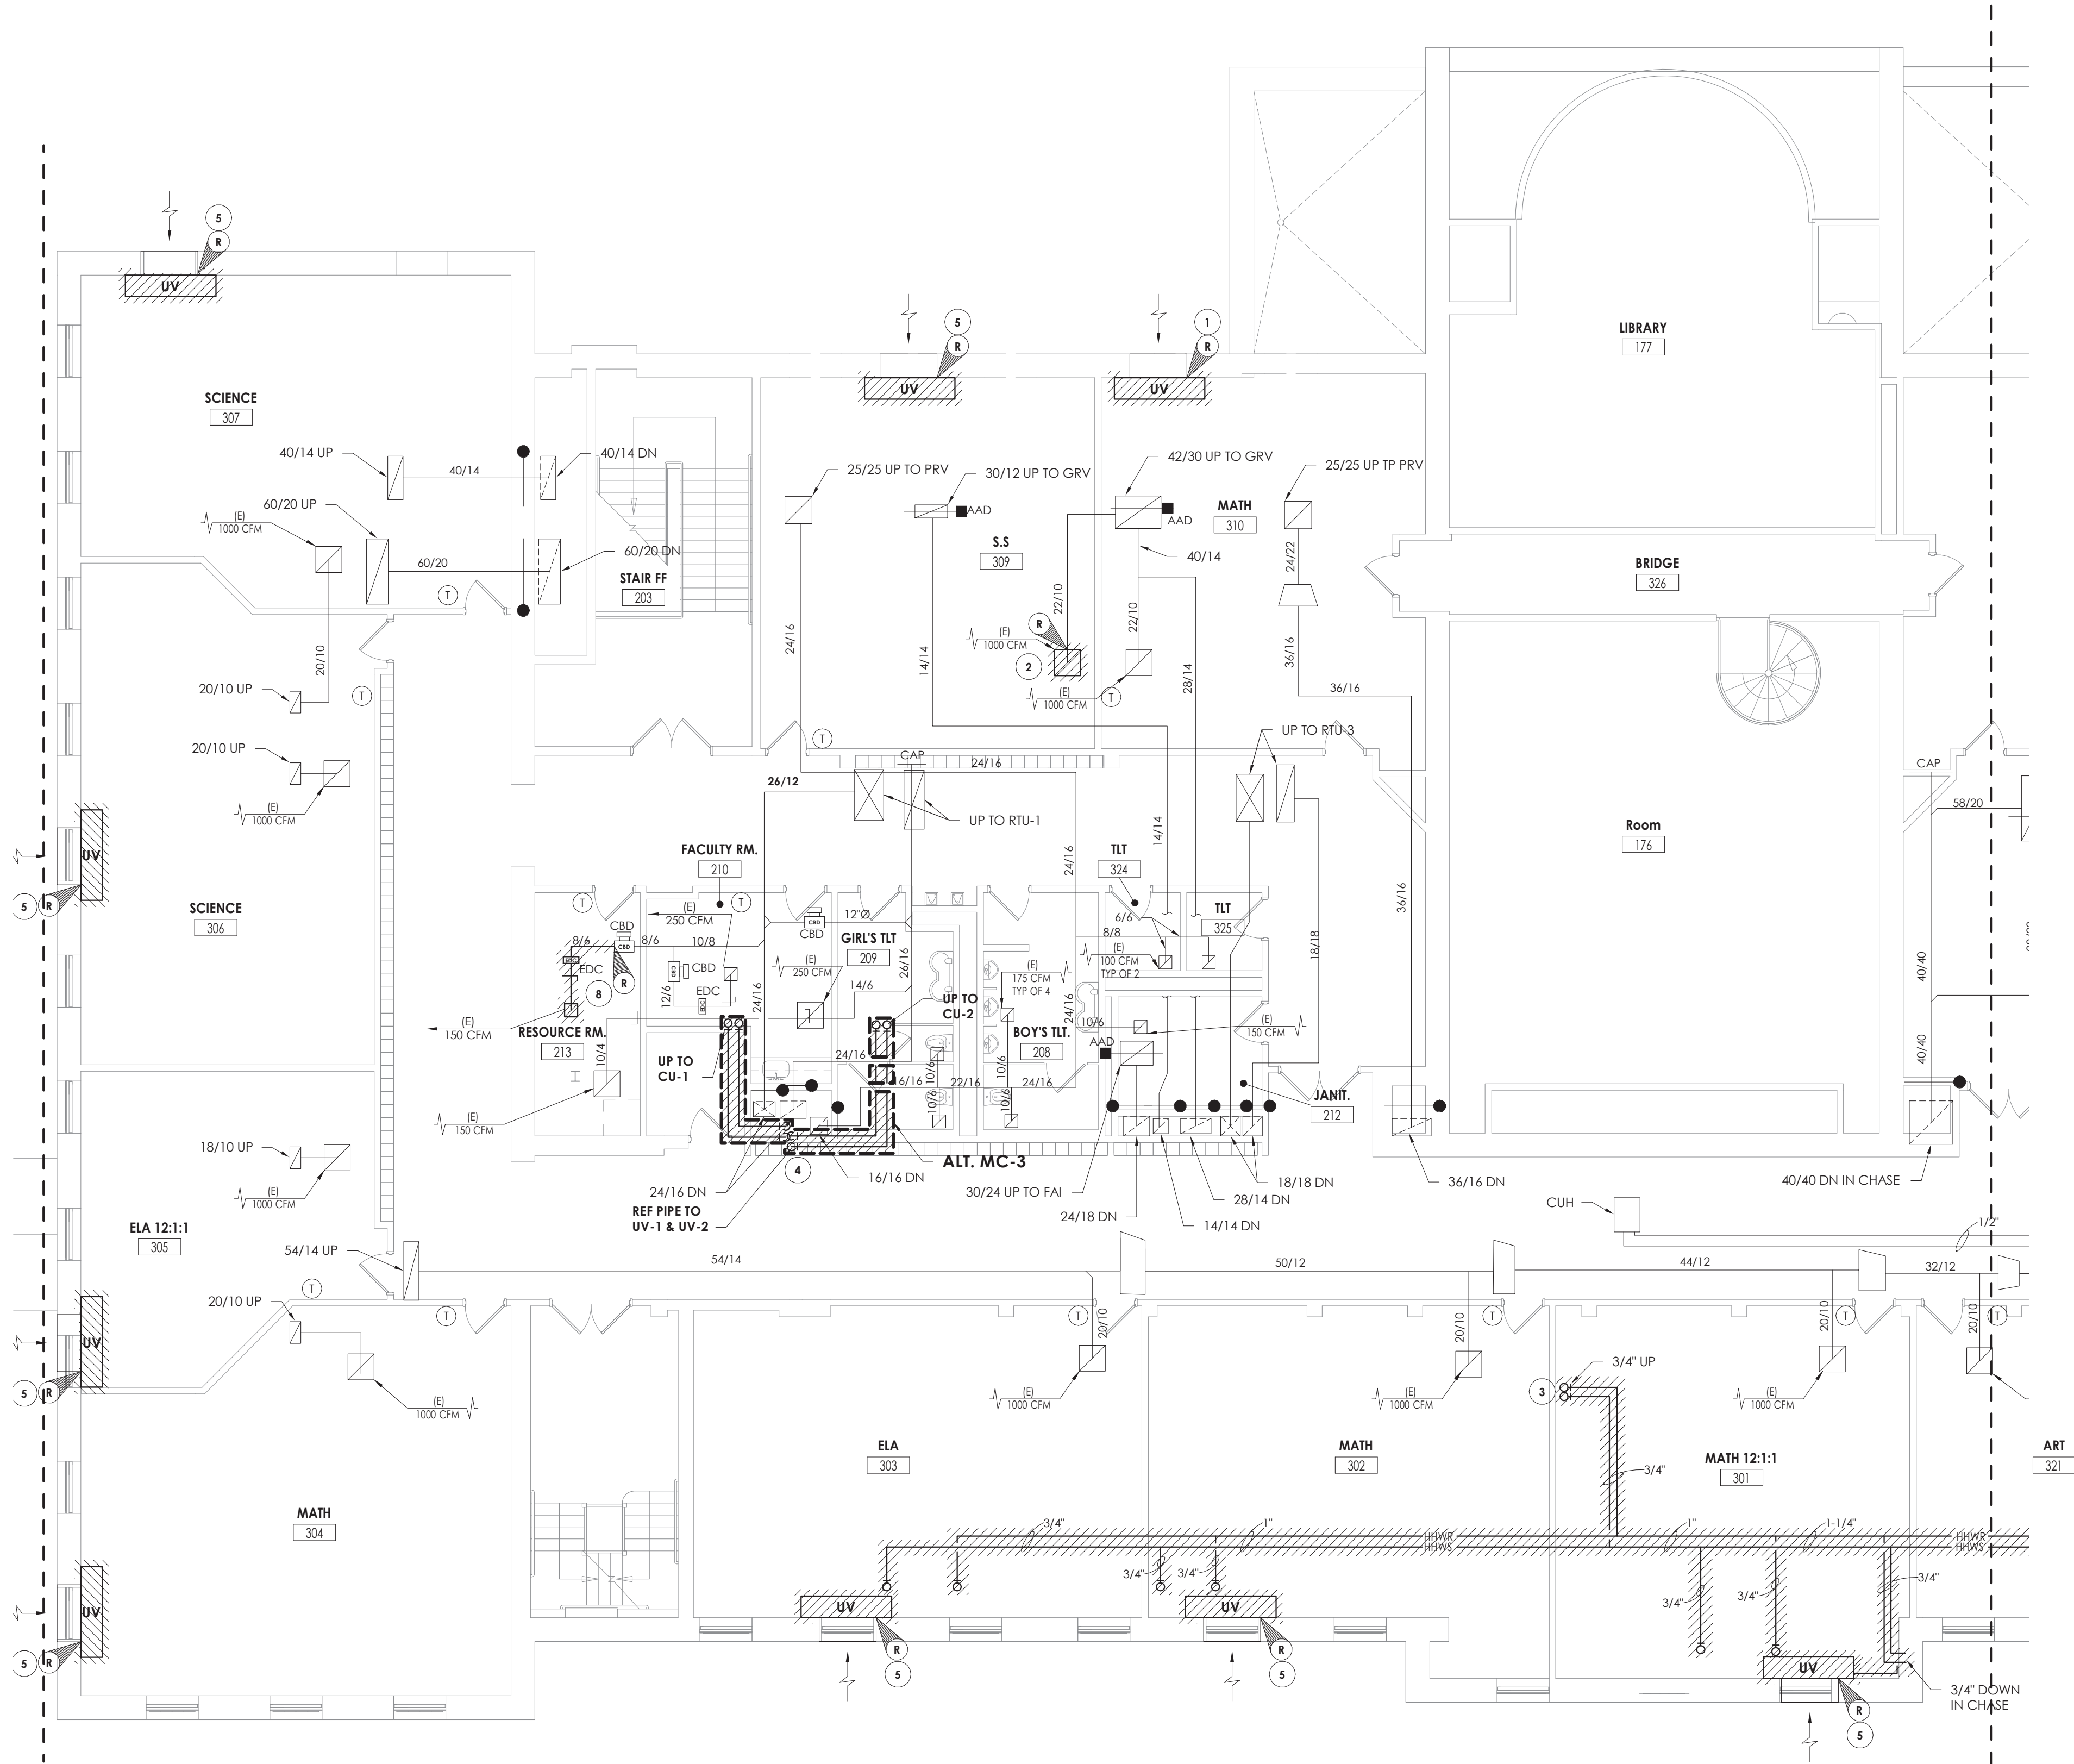 5
R
UV
5
R
UV
1
R
UV
LIBRARY
177
SCIENCE
307
40/14 UP
40/14
40/14 DN
60/20 UP
(E)
1000 CFM
60/20
60/20 DN
STAIR FF
203
T
20/10
20/10 UP
T
20/10 UP
(E)
1000 CFM
25/25 UP TO PRV
30/12 UP TO GRV
AAD
42/30 UP TO GRV
AAD
25/25 UP TP PRV
MATH
310
S.S
309
40/14
24/22
22/10
22/10
R
(E)
1000 CFM
2
24/16
14/14
28/14
36/16
36/16
(E)
1000 CFM
T
T
BRIDGE
326
UP TO RTU-3
CAP
24/16
26/12
UP TO RTU-1
CAP
58/20
Room
176
UV
5
R
SCIENCE
306
FACULTY RM.
210
T
T
(E)
250 CFM
12"Ø
CBD
CBD
8/6
CBD
8/6
10/8
GIRL'S TLT
209
EDC
EDC
CBD
CBD
12/6
EDC
8
R
(E)
250 CFM
24/16
26/16
14/6
14/14
24/16
TLT
324
TLT
325
6/6
8/8
(E)
100 CFM
TYP OF 2
(E)
175 CFM
TYP OF 4
18/18
36/16
40/40
40/40
(E)
150 CFM
RESOURCE RM.
213
10/4
UP TO
CU-1
UP TO
CU-2
BOY'S TLT.
208
24/16
10/6
(E)
150 CFM
AAD
24/16
10/6
22/16
10/6
24/16
10/6
10/6
(E)
150 CFM
JANIT.
212
ALT. MC-3
4
16/16 DN
24/16 DN
REF PIPE TO
UV-1 & UV-2
30/24 UP TO FAI
24/18 DN
14/14 DN
28/14 DN
18/18 DN
36/16 DN
40/40 DN IN CHASE
CUH
1/2"
18/10 UP
(E)
1000 CFM
ELA 12:1:1
305
54/14 UP
54/14
50/12
44/12
32/12
T
20/10 UP
T
T
20/10
T
20/10
20/10
T
20/10
T
UV
5
R
(E)
1000 CFM
(E)
1000 CFM
(E)
1000 CFM
3
3/4" UP
(E)
1000 CFM
ELA
303
MATH
302
MATH 12:1:1
301
ART
321
3/4"
MATH
304
3/4"
1"
HHWR
HHWS
1"
1-1/4"
HHWR
HHWS
3/4"
3/4"
3/4"
3/4"
3/4"
UV
5
R
UV
R
5
UV
R
5
UV
R
5
3/4" DOWN
IN CHASE